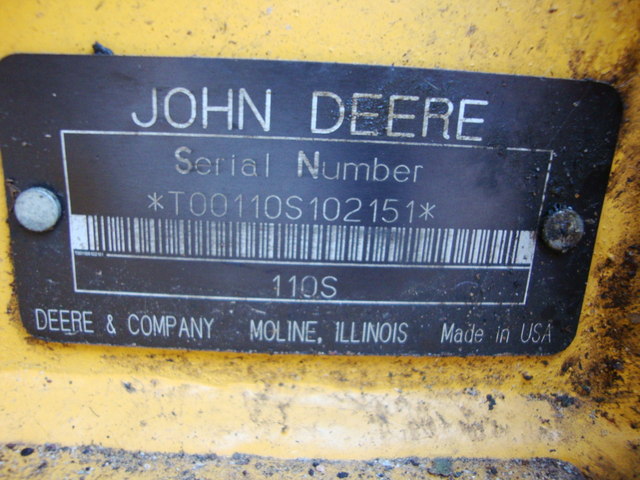 JOHN DEERE
Serial Number
*T00110S102151*
110S
DEERE & COMPANY MOLINE, ILLINOIS Made in USA